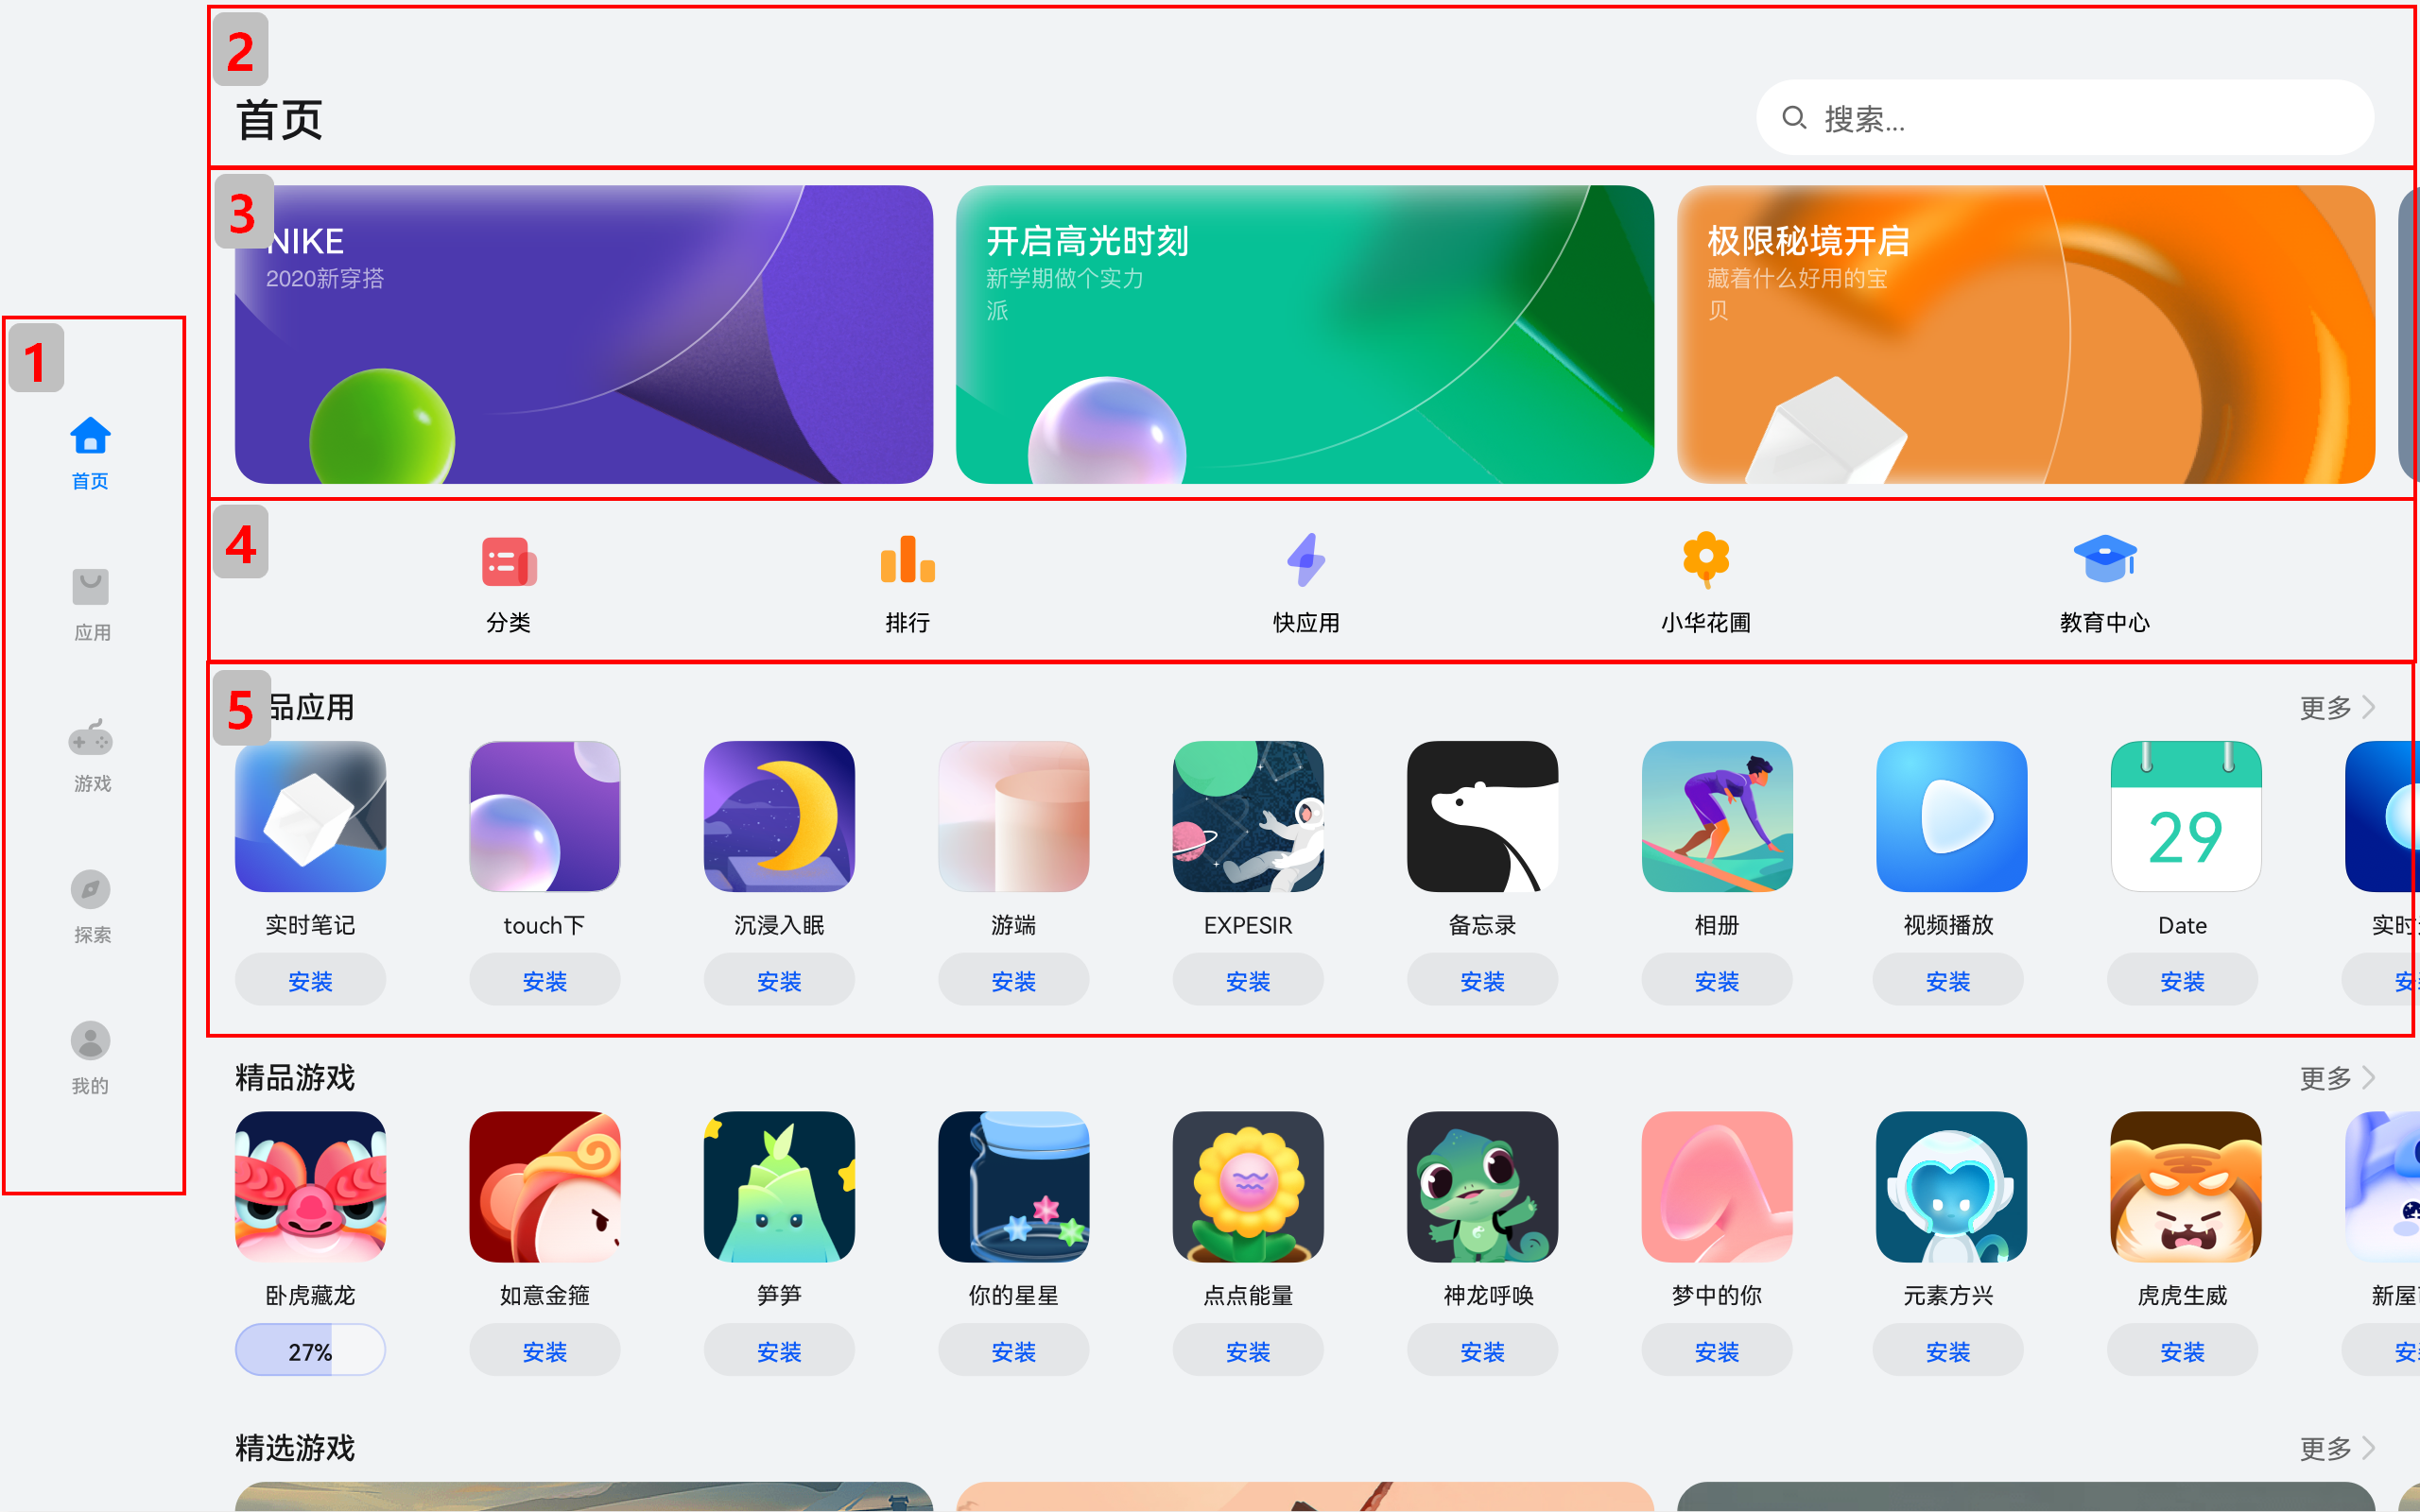 2
首页
搜索...
3
NIKE
2020新穿搭
开启高光时刻
新学期做个实力
派
极限秘境开启
藏着什么好用的宝
贝
1
首页
应用
游戏
探索
我的
4
分类
排行
快应用
小华花圃
教育中心
5
品应用
更多
29
实时笔记
touch下
沉浸入眠
游端
EXPESIR
备忘录
相册
视频播放
Date
实时
安装
安装
安装
安装
安装
安装
安装
安装
安装
安
精品游戏
更多
卧虎藏龙
如意金箍
笋笋
你的星星
点点能量
神龙呼唤
梦中的你
元素方兴
虎虎生威
新屋
27%
安装
安装
安装
安装
安装
安装
安装
安装
安
精选游戏
更多